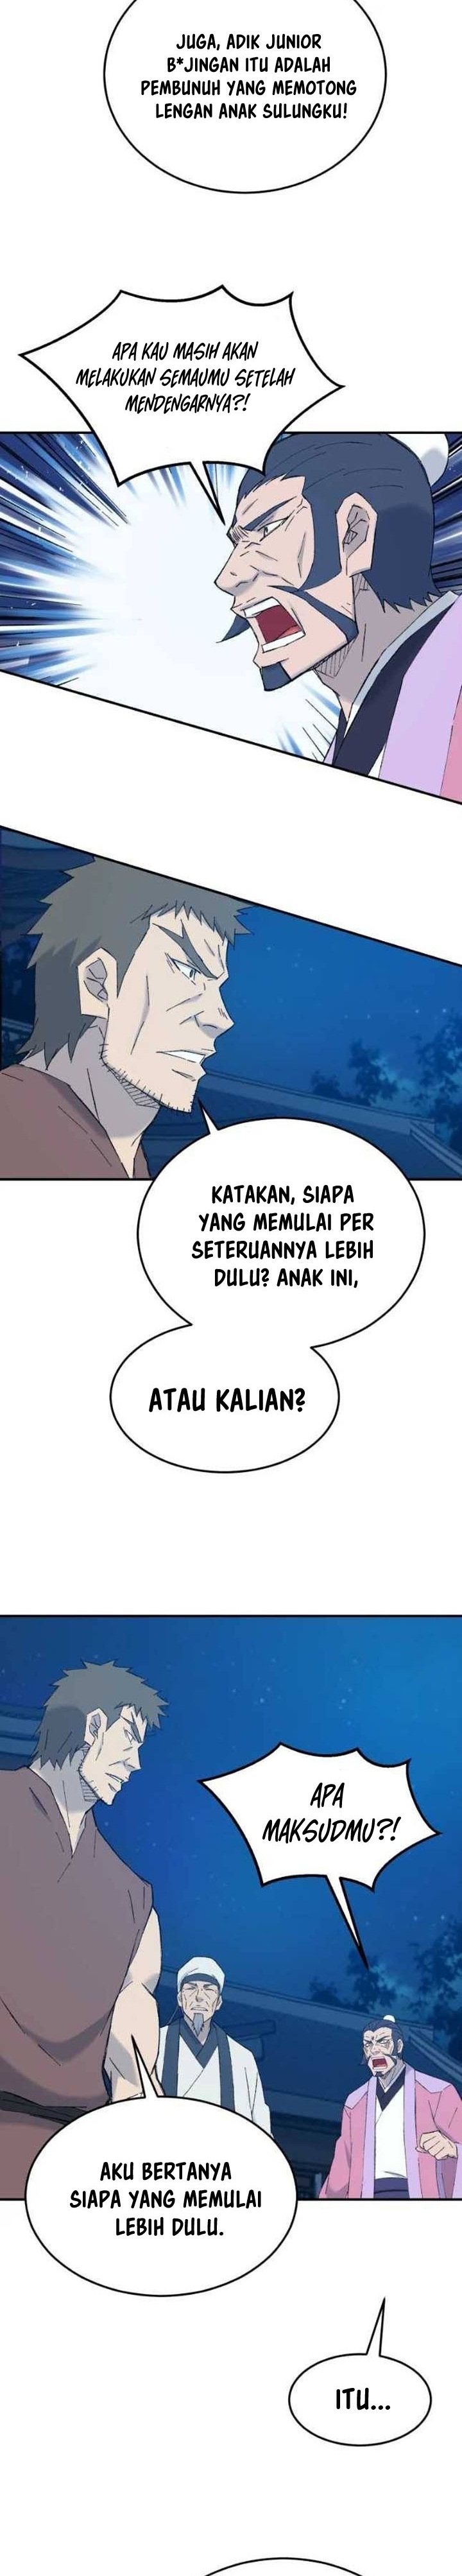 JUGA, ADIK JUNIOR
B*JINGAN ITU ADALAH
PEMBUNUH YANG MEMOTONG
LENGAN ANAK SULUNGKU!
APA KAU MASIH AKAN
MELAKUKAN SEMAUMU SETELAH
MENDENGARNYA?!
KATAKAN, SIAPA
YANG MEMULAI PER
SETERUANNYA LEBIH
DULU? ANAK INI,
ATAU KALIAN?
APA
MAKSUDMU?!
AKU BERTANYA
SIAPA YANG MEMULAI
LEBIH DULU.
ITU...